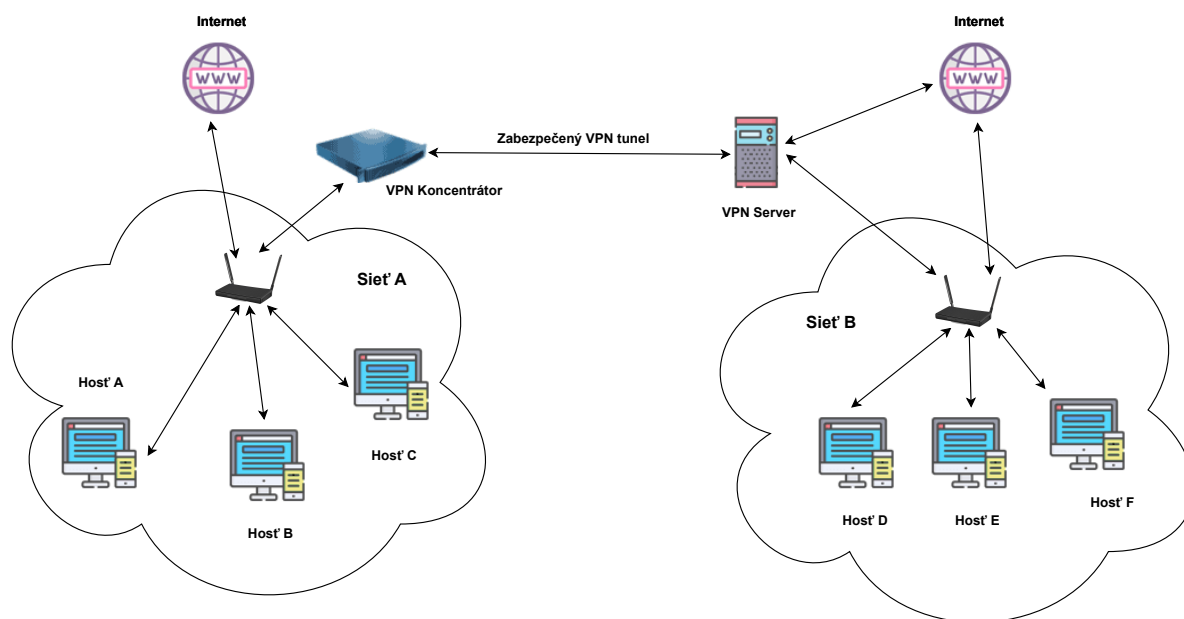 Internet
Internet
WWW
WWW
Zabezpečený VPN tunel
VPN Koncentrátor
VPN Server
Sieť A
Sieť B
Hosť A
Hosť C
Hosť B
Hosť F
Hosť D
Hosť E